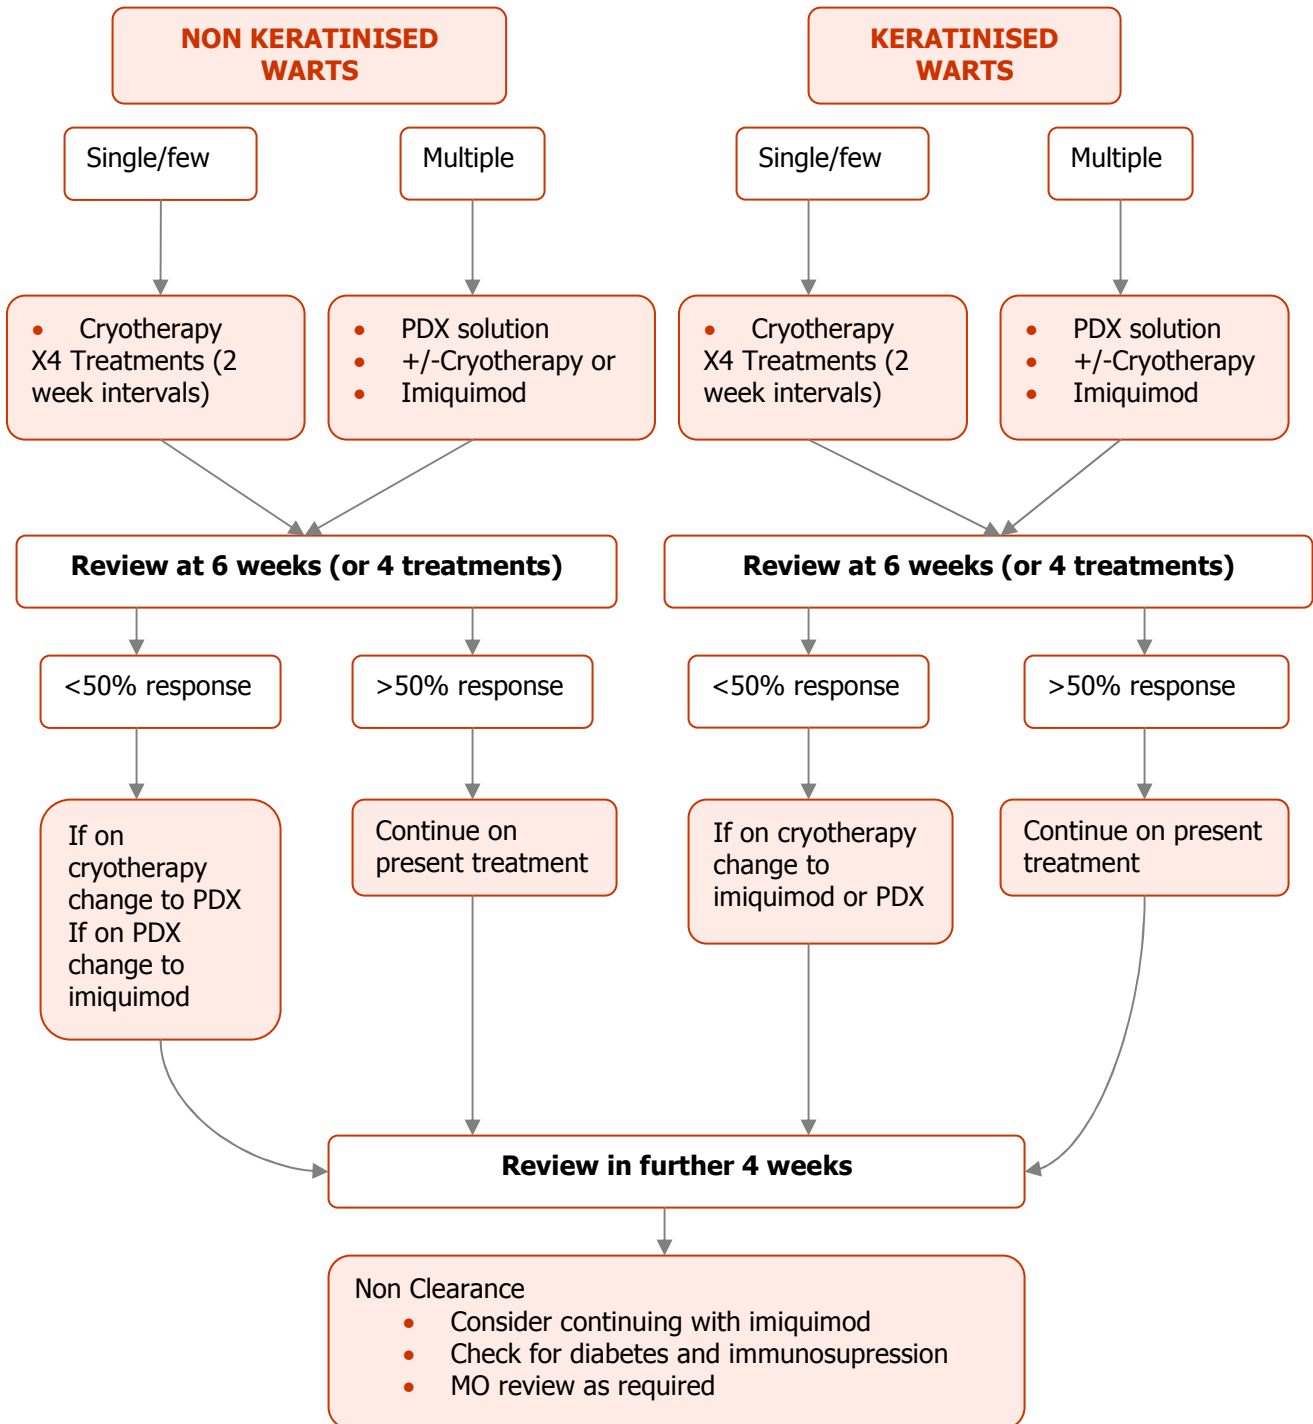 NON KERATINISED
WARTS
KERATINISED
WARTS
Single/few
Multiple
Single/few
Multiple
• Cryotherapy
X4 Treatments (2
week intervals)
• PDX solution
• +/-Cryotherapy or
• Imiquimod
• Cryotherapy
X4 Treatments (2
week intervals)
• PDX solution
• +/-Cryotherapy
• Imiquimod
Review at 6 weeks (or 4 treatments)
Review at 6 weeks (or 4 treatments)
<50% response
>50% response
<50% response
>50% response
If on
cryotherapy
change to PDX
If on PDX
change to
imiquimod
Continue on
present treatment
If on cryotherapy
change to
imiquimod or PDX
Continue on present
treatment
Review in further 4 weeks
Non Clearance
• Consider continuing with imiquimod
• Check for diabetes and immunosupression
• MO review as required